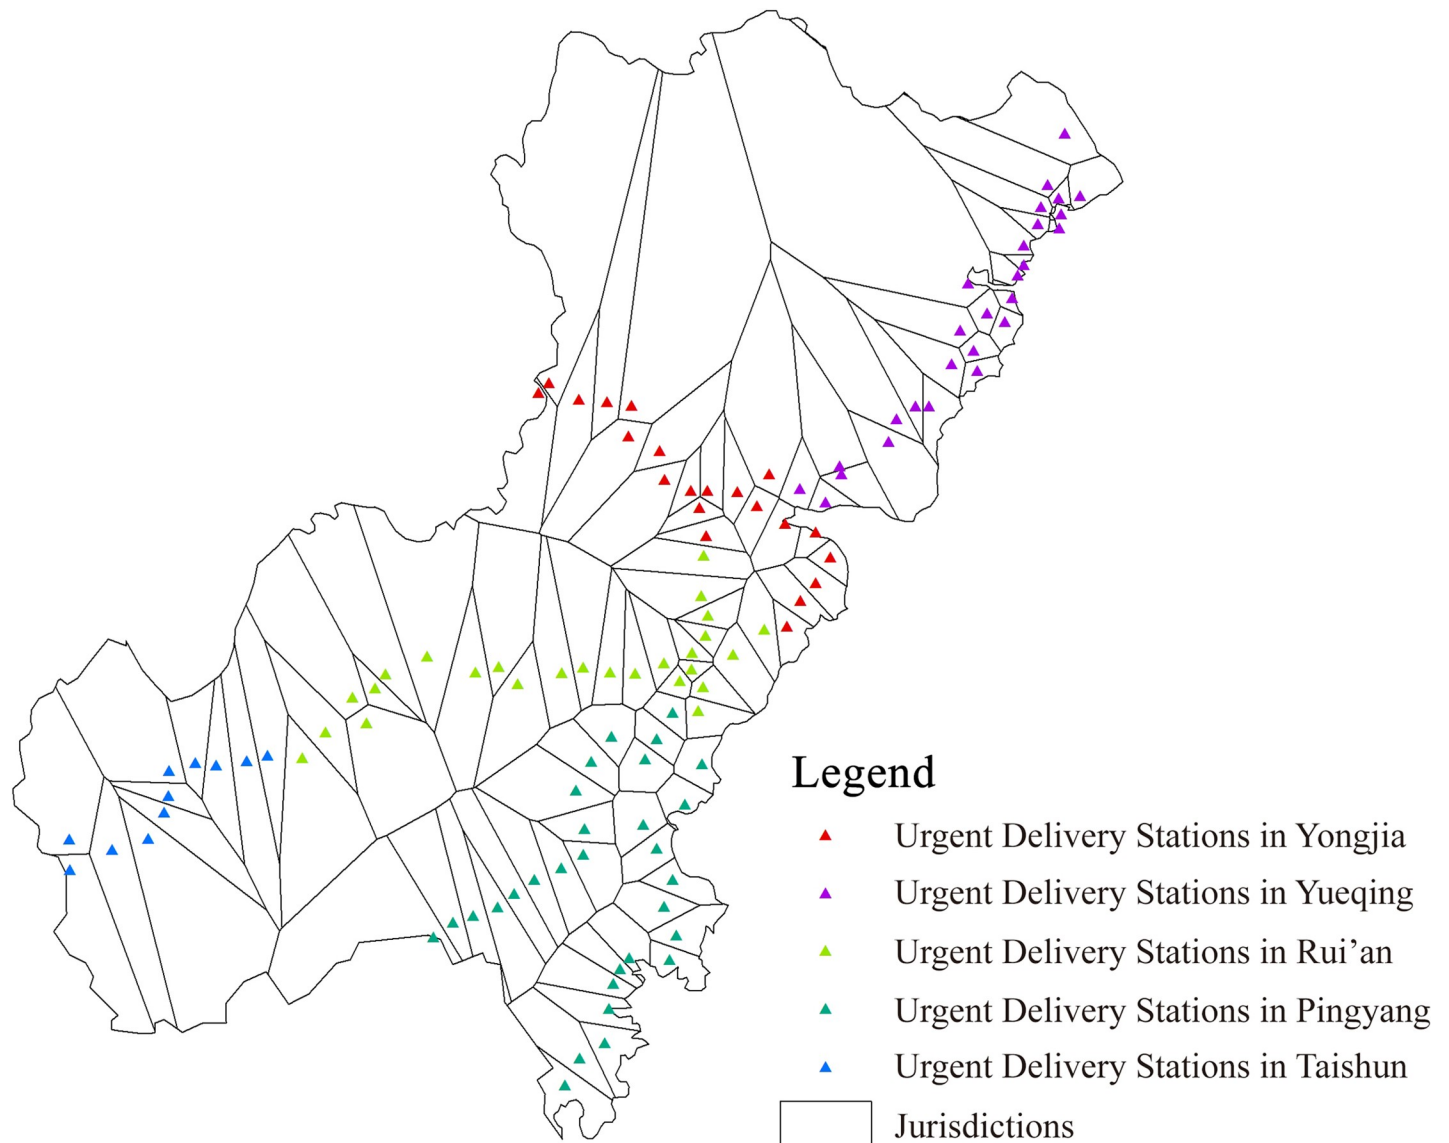 Legend
Urgent Delivery Stations in Yongjia
Urgent Delivery Stations in Yueqing
Urgent Delivery Stations in Rui’an
Urgent Delivery Stations in Pingyang
Urgent Delivery Stations in Taishun
Jurisdictions